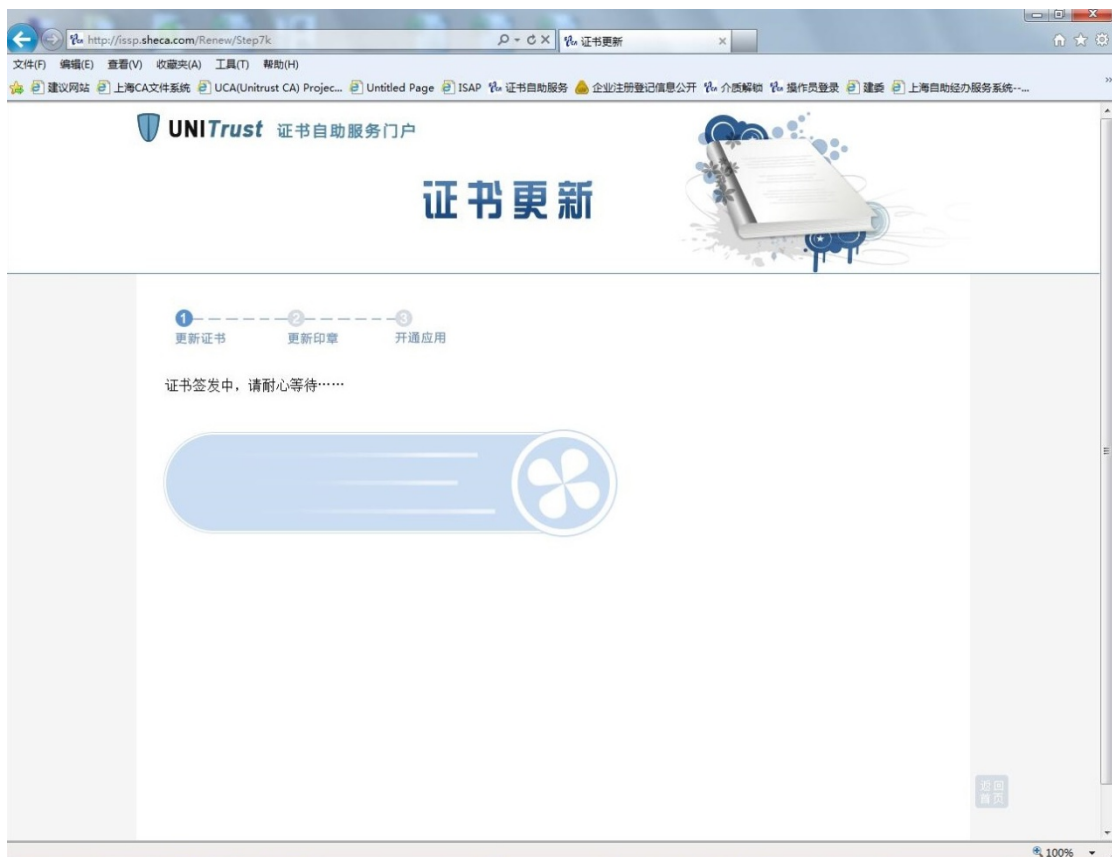 http://issp.sheca.com/Renew/Step7k
证书更新
文件(F) 编辑(E) 查看(V) 收藏夹(A) 工具(T) 帮助(H)
建议网站 上海CA文件系统 UCA(Unitrust CA) Projec... Untitled Page ISAP 证书自助服务 企业注册登记信息公开 介质解锁 操作员登录 建委 上海自助经办服务系统--...
UNITrust 证书自助服务门户
证书更新
1 2 3
更新证书 更新印章 开通应用
证书签发中，请耐心等待……
返回
首页
100%